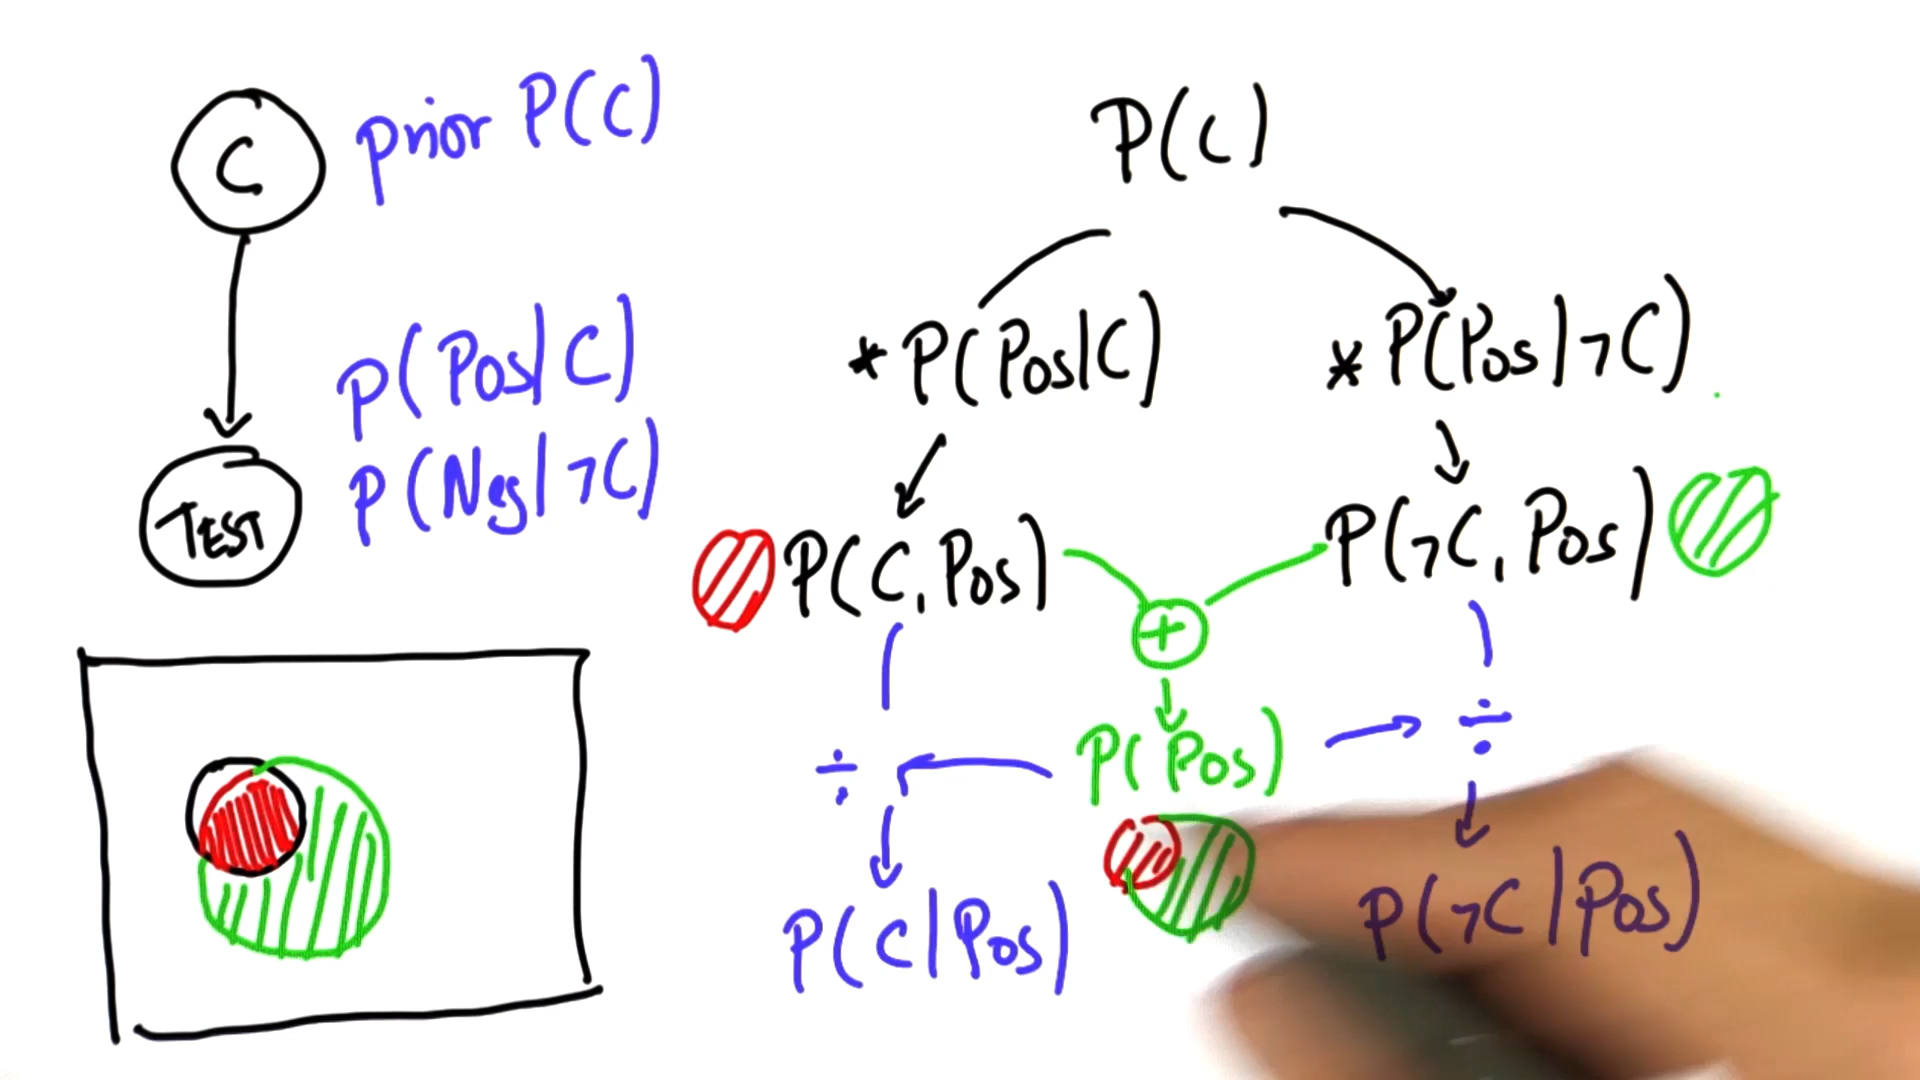 C
prior P(C)
P(Pos|C)
P(Neg|¬C)
TEST
P(C)
* P(Pos|C)
* P(Pos|¬C)
P(C,Pos)
+
P(¬C,Pos)
÷
P(Pos)
÷
P(C|Pos)
P(¬C|Pos)